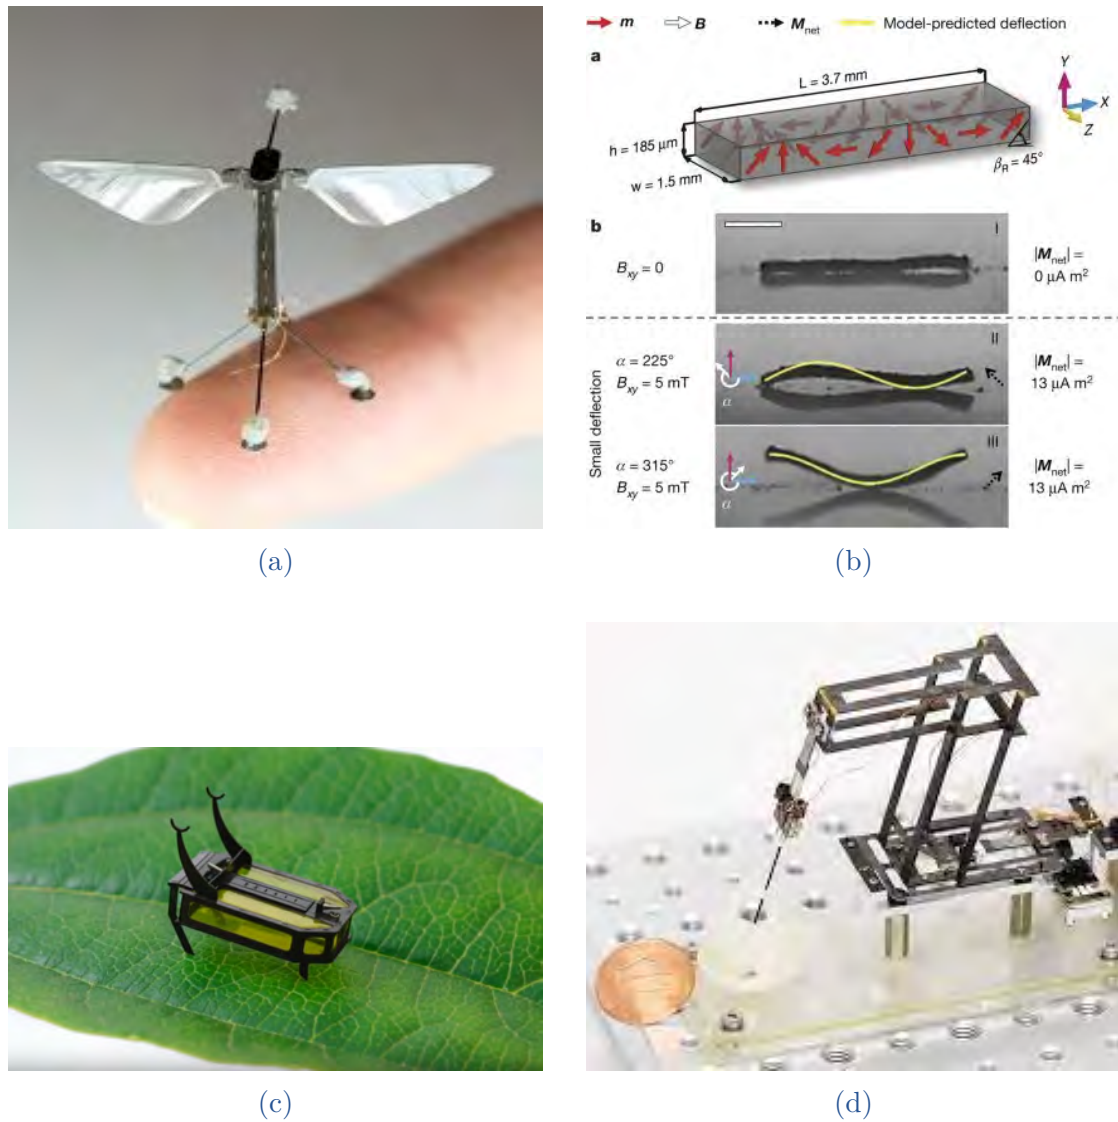 m B M_net Model-predicted deflection
a
L = 3.7 mm
h = 185 μm
w = 1.5 mm
β_R = 45°
Y
X
Z
b
B_xy = 0
i
|M_net| =
0 μA m²
Small deflection
α = 225°
B_xy = 5 mT
α
ii
|M_net| =
13 μA m²
α = 315°
B_xy = 5 mT
α
iii
|M_net| =
13 μA m²
(a)
(b)
(c)
(d)